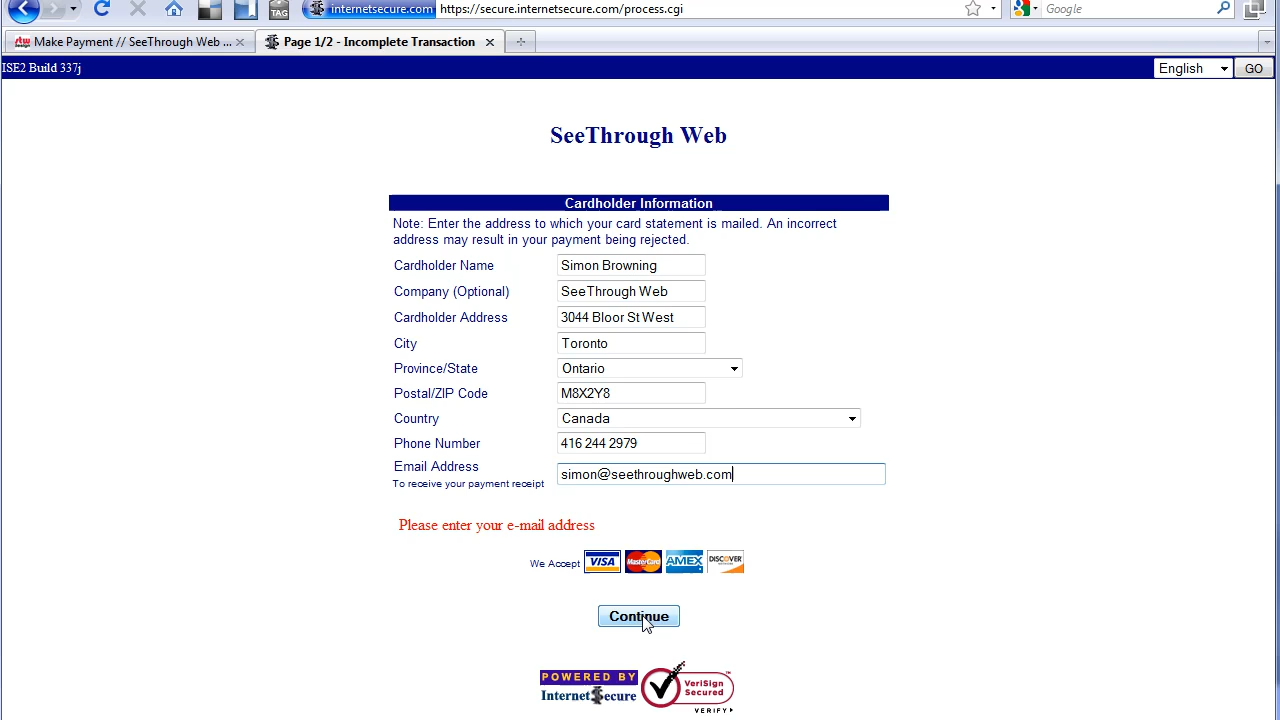 internetsecure.com https://secure.internetsecure.com/process.cgi Google
TAG
stw Make Payment // SeeThrough Web ... Page 1/2 - Incomplete Transaction
ISE2 Build 337j English GO
SeeThrough Web
Cardholder Information
Note: Enter the address to which your card statement is mailed. An incorrect
address may result in your payment being rejected.
Cardholder Name Simon Browning
Company (Optional) SeeThrough Web
Cardholder Address 3044 Bloor St West
City Toronto
Province/State Ontario
Postal/ZIP Code M8X2Y8
Country Canada
Phone Number 416 244 2979
Email Address simon@seethroughweb.com
To receive your payment receipt
Please enter your e-mail address
We Accept VISA MasterCard AMEX DISCOVER
NETWORK
Continue
POWERED BY
InternetSecure
VeriSign
Secured
VERIFY